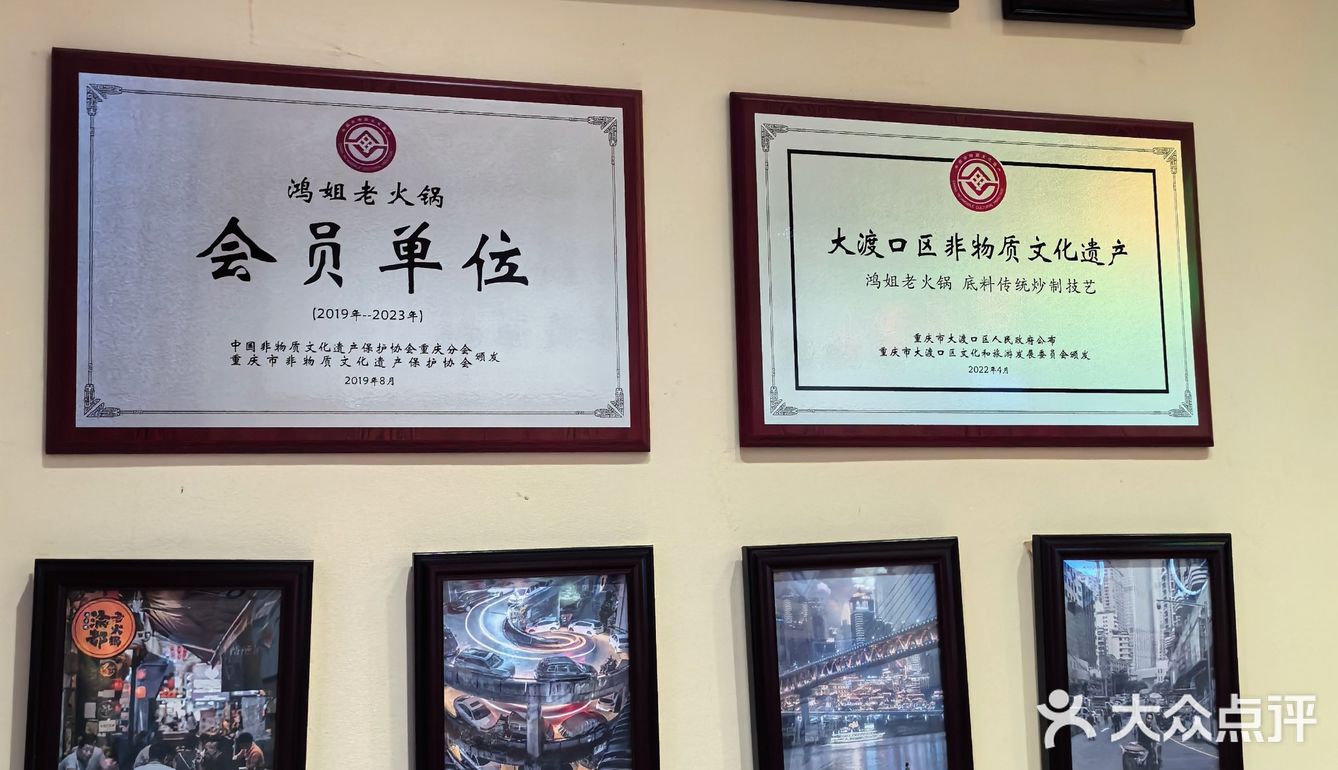 鸿姐老火锅
会员单位
(2019年--2023年)
中国非物质文化遗产保护协会重庆分会
重庆市非物质文化遗产保护协会
颁发
2019年8月
大渡口区非物质文化遗产
鸿姐老火锅 底料传统炒制技艺
重庆市大渡口区人民政府公布
重庆市大渡口区文化和旅游发展委员会颁发
2022年4月
渝都
老火锅
大众点评